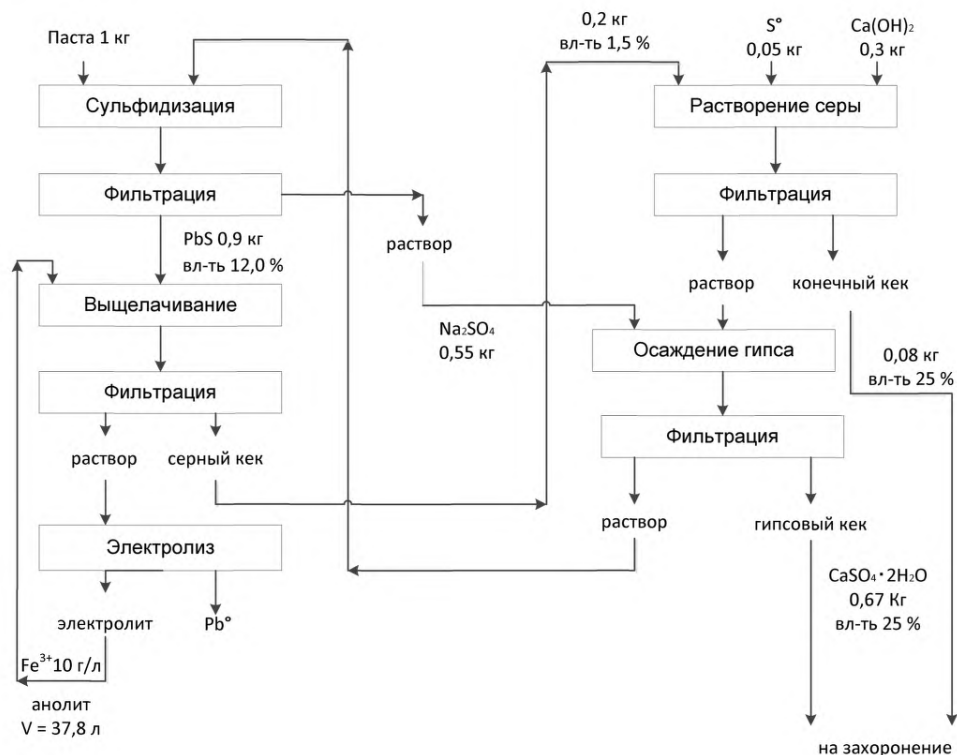 Паста 1 кг
Сульфидизация
Фильтрация
PbS 0,9 кг
вл-ть 12,0 %
Выщелачивание
Фильтрация
раствор
серный кек
Электролиз
электролит
Pb°
Fe³⁺10 г/л
анолит
V = 37,8 л
раствор
Na₂SO₄
0,55 кг
0,2 кг
вл-ть 1,5 %
S°
0,05 кг
Ca(OH)₂
0,3 кг
Растворение серы
Фильтрация
раствор
конечный кек
Осаждение гипса
0,08 кг
вл-ть 25 %
Фильтрация
раствор
гипсовый кек
CaSO₄·2H₂O
0,67 Кг
вл-ть 25 %
на захоронение